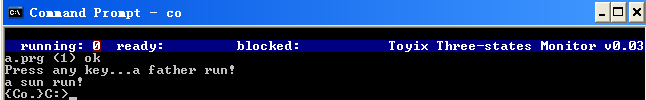 Command Prompt - co
running: 0 ready: blocked: Toyix Three-states Monitor v0.03
a.prg (1) ok
Press any key...a father run!
a sun run!
{Co.}C:>_